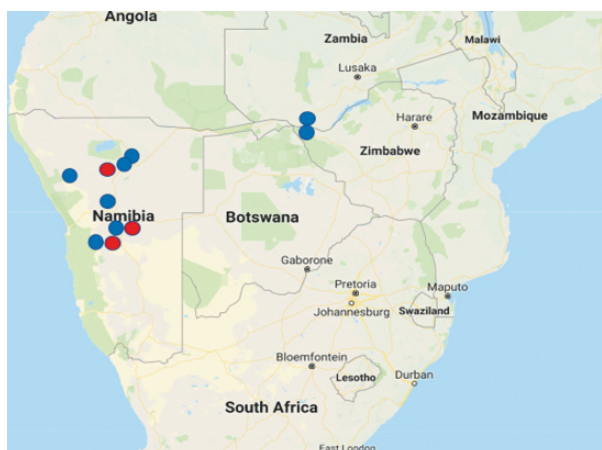 Angola
Zambia
Malawi
Lusaka
Mozambique
Harare
Zimbabwe
Namibia
Botswana
Gaborone
Pretoria
Maputo
Johannesburg
Swaziland
Bloemfontein
Lesotho
Durban
South Africa
East London